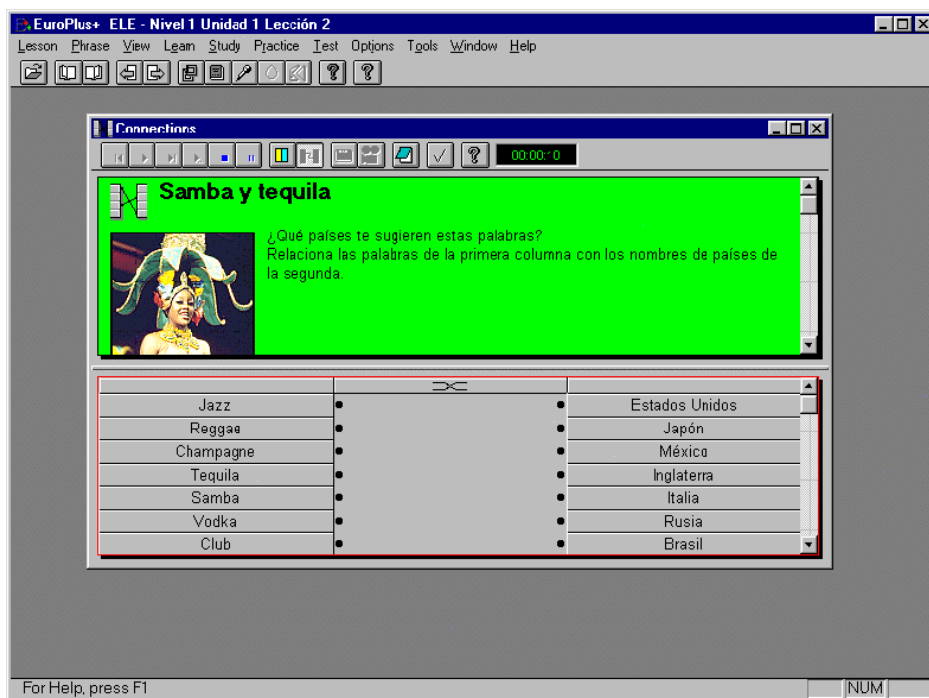 EuroPlus+ ELE - Nivel 1 Unidad 1 Lección 2
Lesson Phrase View Learn Study Practice Test Options Tools Window Help
Connections
00:00:10
Samba y tequila
¿Qué países te sugieren estas palabras?
Relaciona las palabras de la primera columna con los nombres de países de
la segunda.
Jazz Estados Unidos
Reggae Japón
Champagne México
Tequila Inglaterra
Samba Italia
Vodka Rusia
Club Brasil
For Help, press F1 NUM